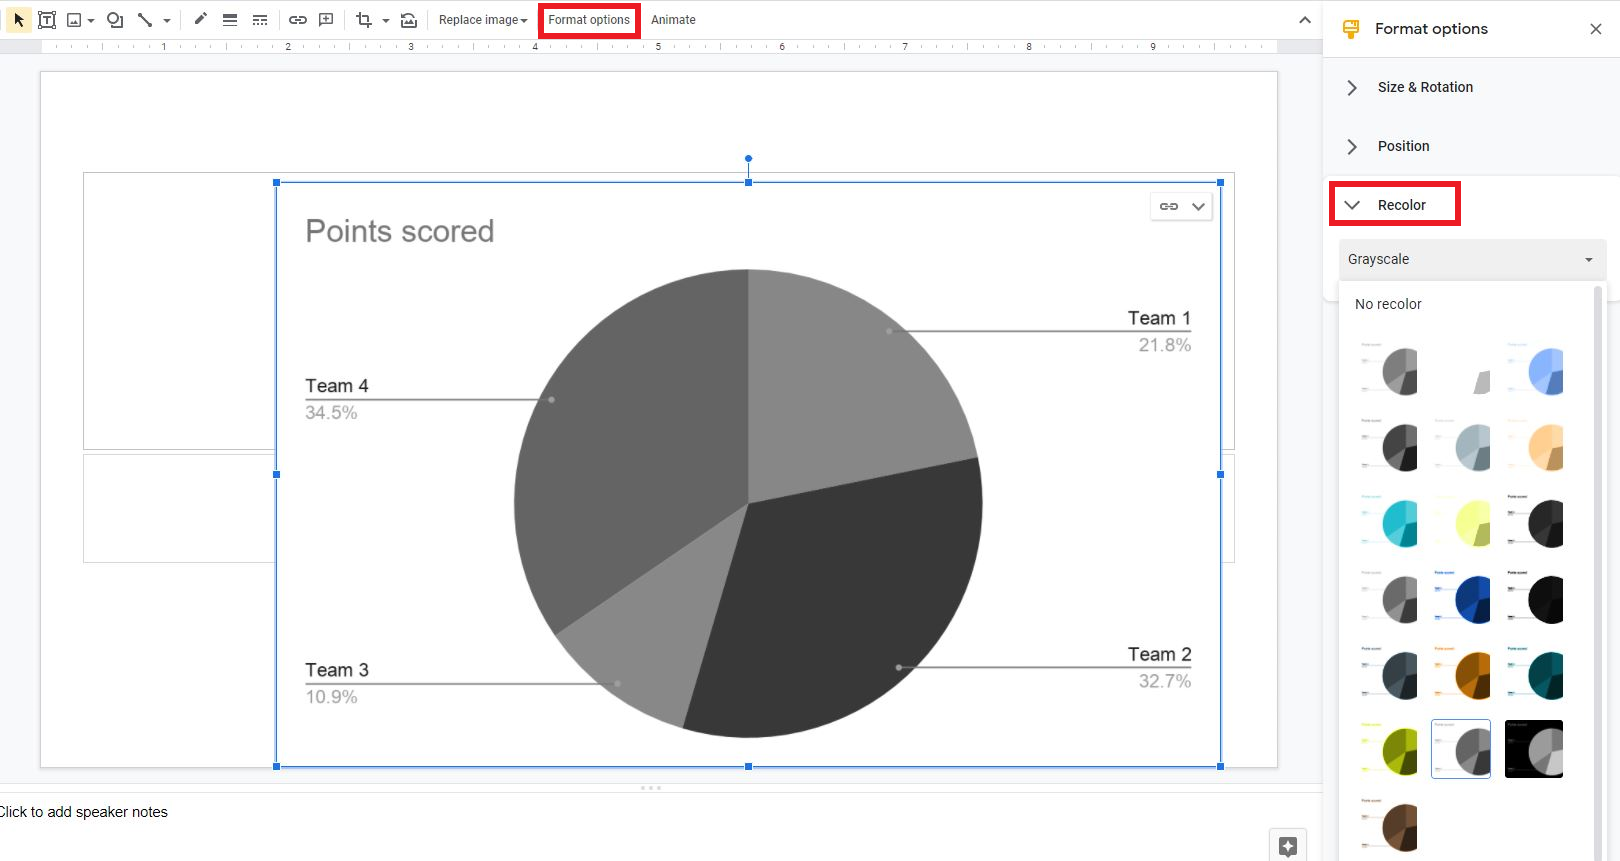 Replace image
Format options
Animate
1 2 3 4 5 6 7 8 9
Format options
Size & Rotation
Position
Recolor
Grayscale
No recolor
Points scored
Team 1
21.8%
Team 4
34.5%
Team 2
32.7%
Team 3
10.9%
Click to add speaker notes